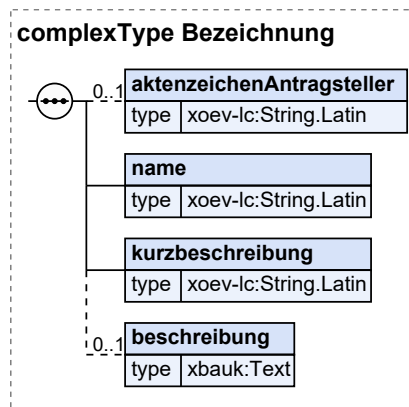 complexType Bezeichnung
0..1
aktenzeichenAntragsteller
type xoev-lc:String.Latin
name
type xoev-lc:String.Latin
kurzbeschreibung
type xoev-lc:String.Latin
0..1
beschreibung
type xbauk:Text